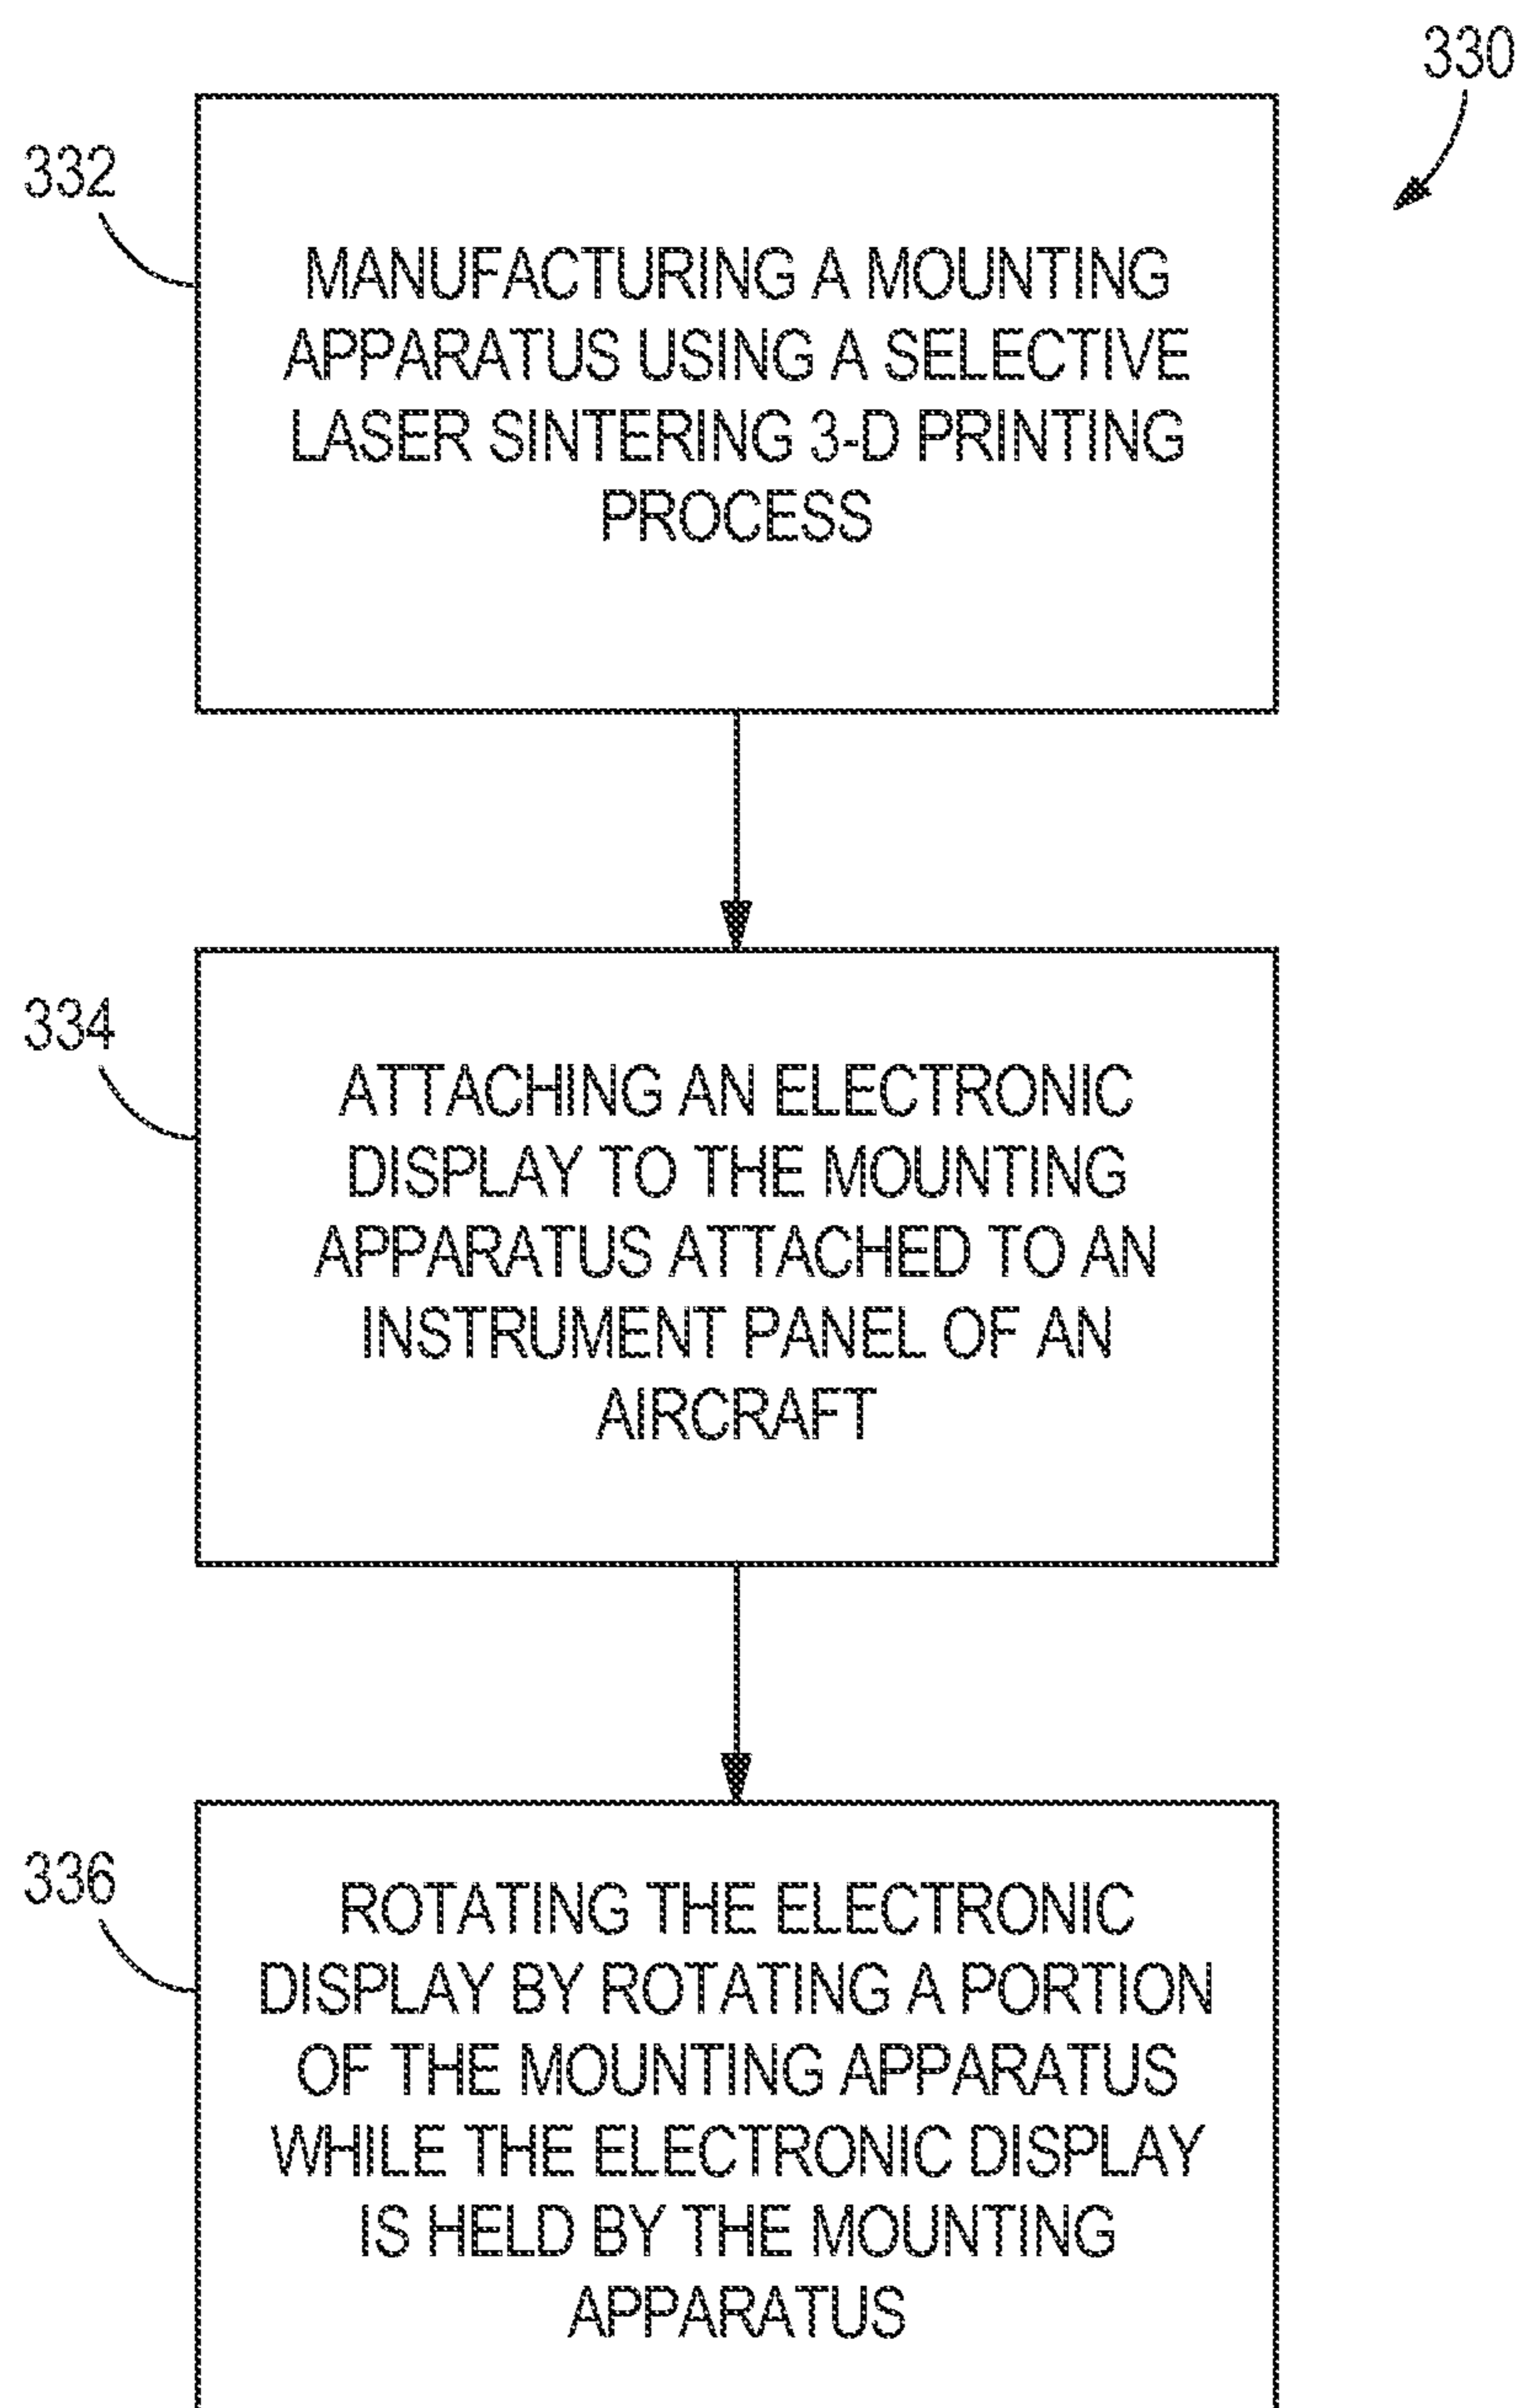 330
332
MANUFACTURING A MOUNTING
APPARATUS USING A SELECTIVE
LASER SINTERING 3-D PRINTING
PROCESS
334
ATTACHING AN ELECTRONIC
DISPLAY TO THE MOUNTING
APPARATUS ATTACHED TO AN
INSTRUMENT PANEL OF AN
AIRCRAFT
336
ROTATING THE ELECTRONIC
DISPLAY BY ROTATING A PORTION
OF THE MOUNTING APPARATUS
WHILE THE ELECTRONIC DISPLAY
IS HELD BY THE MOUNTING
APPARATUS